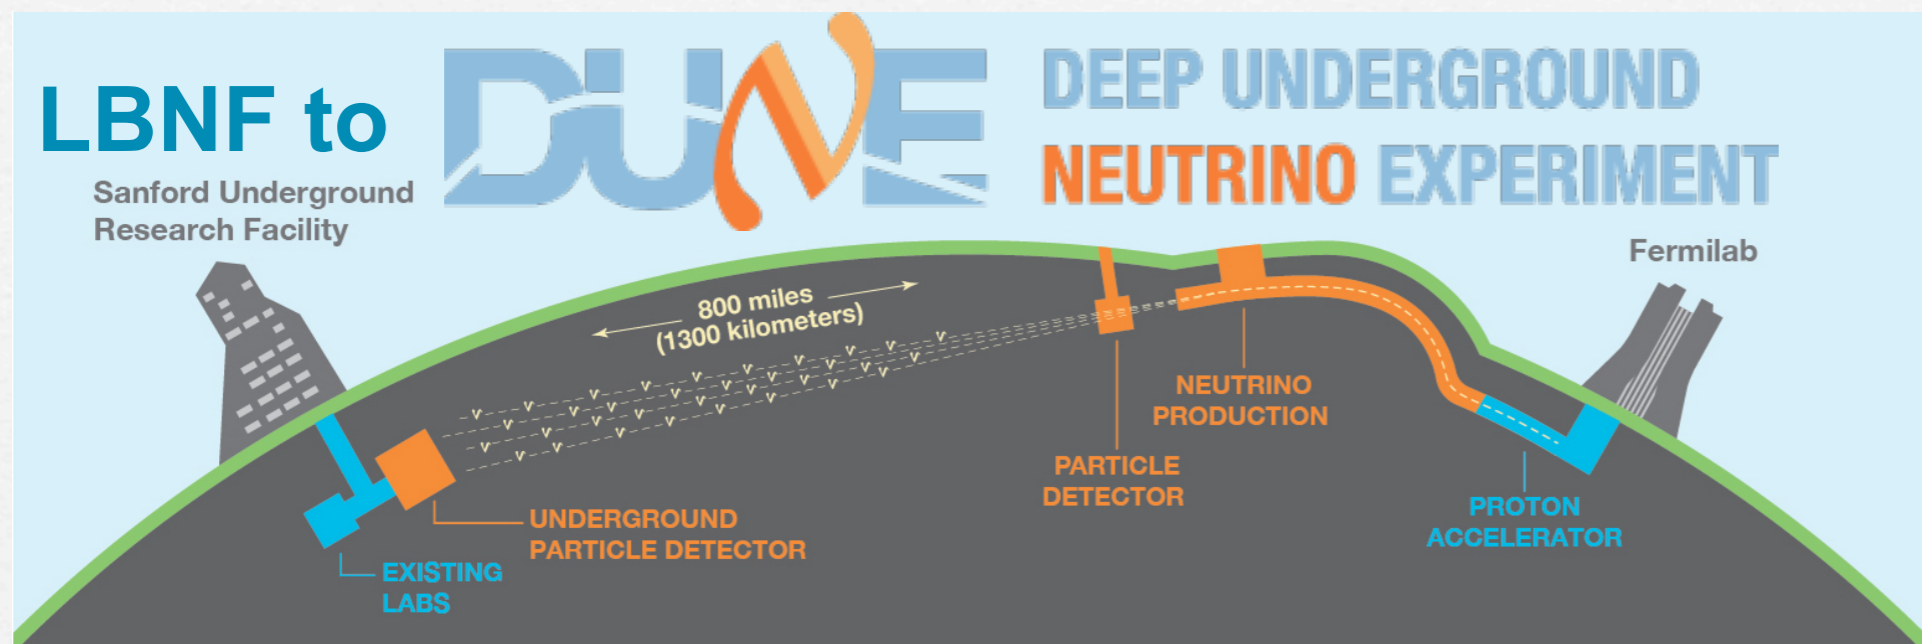 LBNF to DUNE
DEEP UNDERGROUND
NEUTRINO EXPERIMENT
Sanford Underground
Research Facility
Fermilab
800 miles
(1300 kilometers)
NEUTRINO
PRODUCTION
PARTICLE
DETECTOR
PROTON
ACCELERATOR
UNDERGROUND
PARTICLE DETECTOR
EXISTING
LABS